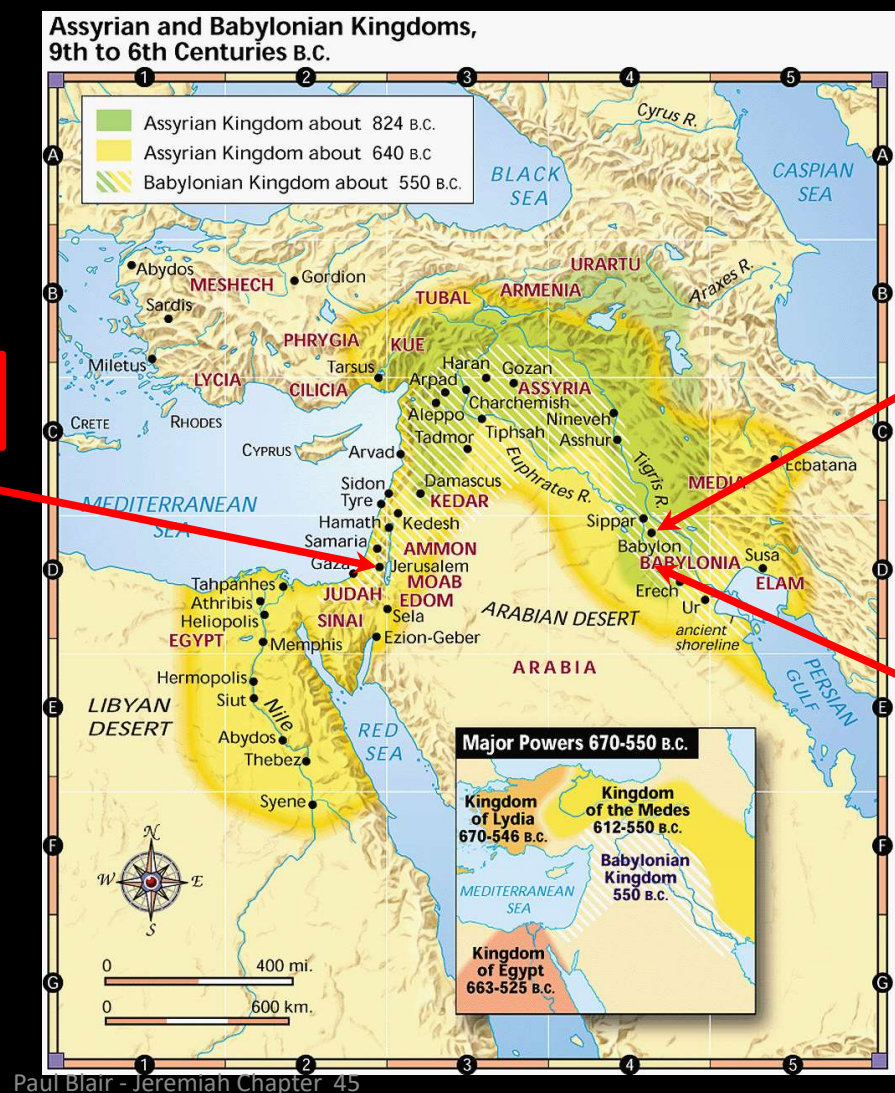 Assyrian and Babylonian Kingdoms,
9th to 6th Centuries B.C.
1 2 3 4 5
Assyrian Kingdom about 824 B.C.
Assyrian Kingdom about 640 B.C
Babylonian Kingdom about 550 B.C.
Cyrus R.
A
A
BLACK
SEA
CASPIAN
SEA
URARTU
Araxes R.
Abydos
MESHECH
Gordion
B
B
TUBAL
ARMENIA
Sardis
PHRYGIA
KUE
Miletus
Tarsus
Haran
Gozan
LYCIA
CILICIA
Arpad
ASSYRIA
Charchemish
Aleppo
Nineveh
CRETE
RHODES
Tiphsah
C
C
Tadmor
Asshur
CYPRUS
Arvad
Euphrates R.
Tigris R.
Ecbatana
Sidon
Damascus
MEDIA
Tyre
KEDAR
MEDITERRANEAN
SEA
Hamath
Kedesh
Sippar
Samaria
AMMON
Babylon
Gaza
Jerusalem
BABYLONIA
Susa
D
D
Tahpanhes
MOAB
ELAM
JUDAH
EDOM
Erech
Athribis
Ur
Heliopolis
SINAI
Sela
ARABIAN DESERT
EGYPT
Memphis
Ezion-Geber
ancient
shoreline
ARABIA
PERSIAN
GULF
Hermopolis
Siut
E
E
LIBYAN
DESERT
Nile
RED
SEA
Abydos
Thebez
Syene
Major Powers 670-550 B.C.
Kingdom
of Lydia
670-546 B.C.
Kingdom
of the Medes
612-550 B.C.
Babylonian
Kingdom
550 B.C.
MEDITERRANEAN
SEA
Kingdom
of Egypt
663-525 B.C.
F
F
N
W E
S
G
G
0 400 mi.
0 600 km.
1 2 3 4 5
Paul Blair - Jeremiah Chapter 45